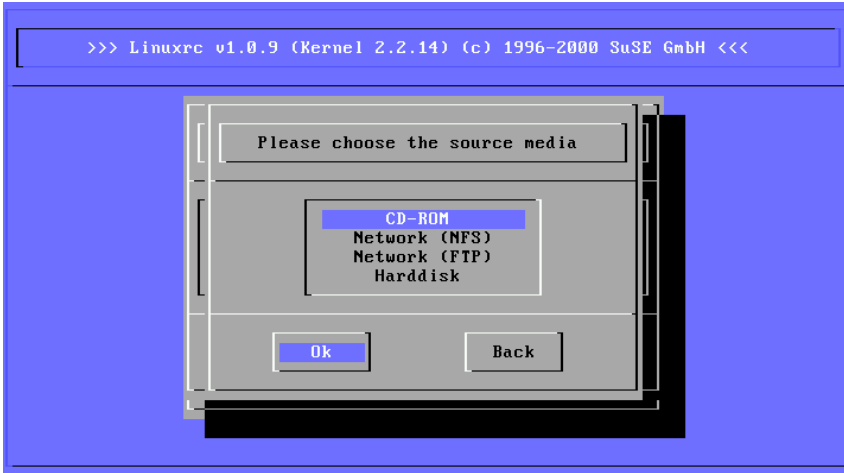 >>> Linuxrc v1.0.9 (Kernel 2.2.14) (c) 1996-2000 SuSE GmbH <<<
Please choose the source media
CD-ROM
Network (NFS)
Network (FTP)
Harddisk
Ok Back